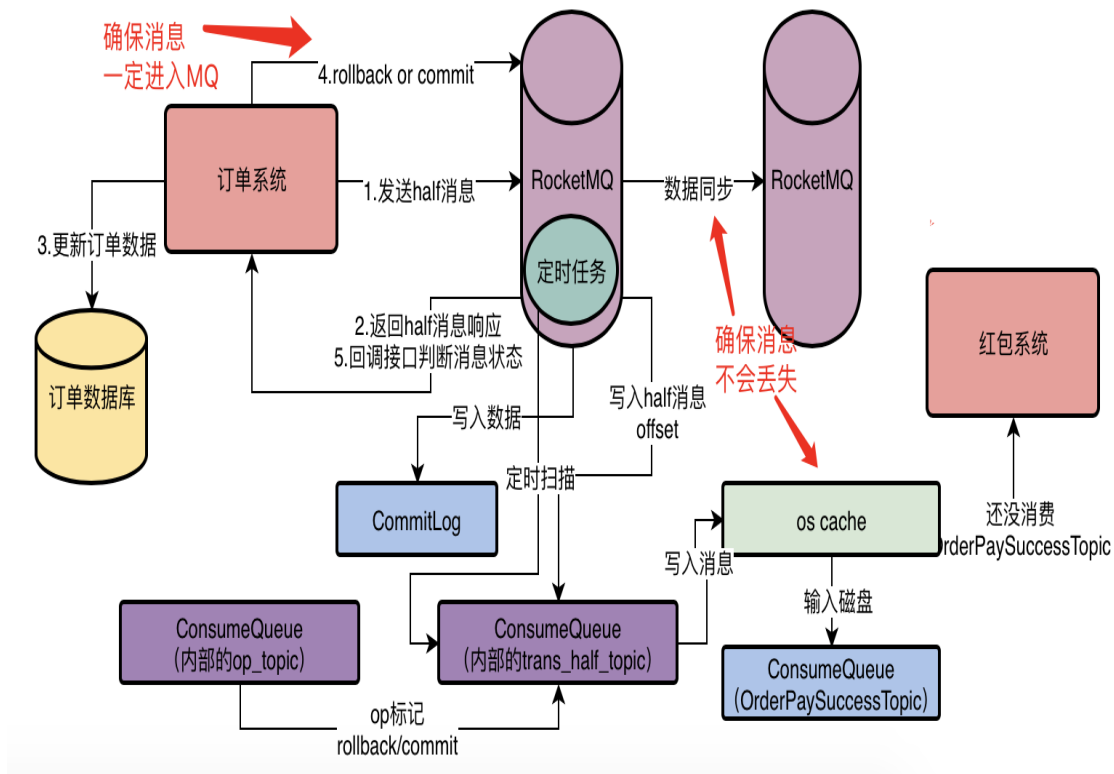 确保消息
一定进入MQ
4.rollback or commit
订单系统
1.发送half消息
RocketMQ
数据同步
RocketMQ
3.更新订单数据
定时任务
2.返回half消息响应
5.回调接口判断消息状态
确保消息
不会丢失
红包系统
订单数据库
写入数据
写入half消息
offset
定时扫描
CommitLog
os cache
还没消费
OrderPaySuccessTopic
写入消息
输入磁盘
ConsumeQueue
（内部的op_topic）
ConsumeQueue
（内部的trans_half_topic）
ConsumeQueue
（OrderPaySuccessTopic）
op标记
rollback/commit